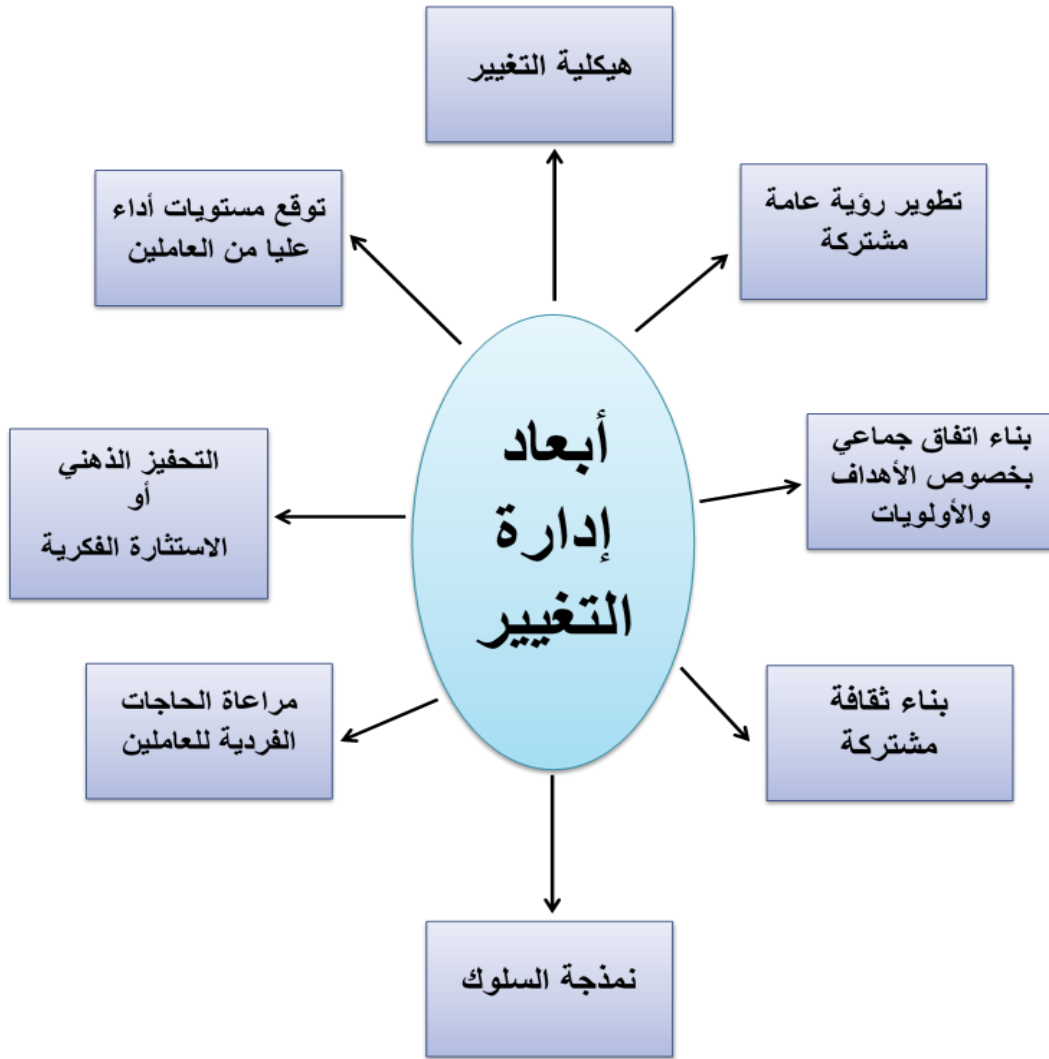 هيكلية التغيير
تطوير رؤية عامة
مشتركة
توقع مستويات أداء
عليا من العاملين
أبعاد
إدارة
التغيير
بناء اتفاق جماعي
بخصوص الأهداف
والأولويات
التحفيز الذهني
أو
الاستثارة الفكرية
بناء ثقافة
مشتركة
مراعاة الحاجات
الفردية للعاملين
نمذجة السلوك